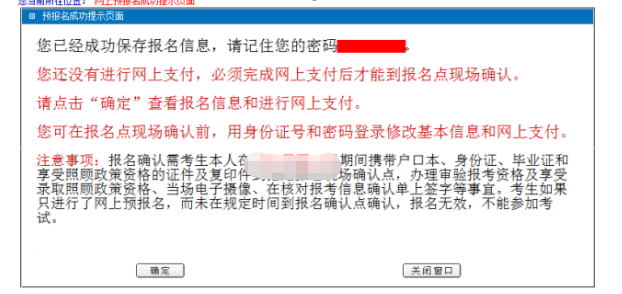 您当前所在位置： 网上预报名成功提示页面
预报名成功提示页面
您已经成功保存报名信息，请记住您的密码 。
您还没有进行网上支付，必须完成网上支付后才能到报名点现场确认。
请点击“确定”查看报名信息和进行网上支付。
您可在报名点现场确认前，用身份证号和密码登录修改基本信息和网上支付。
注意事项：报名确认需考生本人在 期间携带户口本、身份证、毕业证和
享受照顾政策资格的证件及复印件到 场确认点，办理审验报考资格及享受
录取照顾政策资格、当场电子摄像、在核对报考信息确认单上签字等事宜。考生如果
只进行了网上预报名，而未在规定时间到报名确认点确认，报名无效，不能参加考
试。
确定 关闭窗口